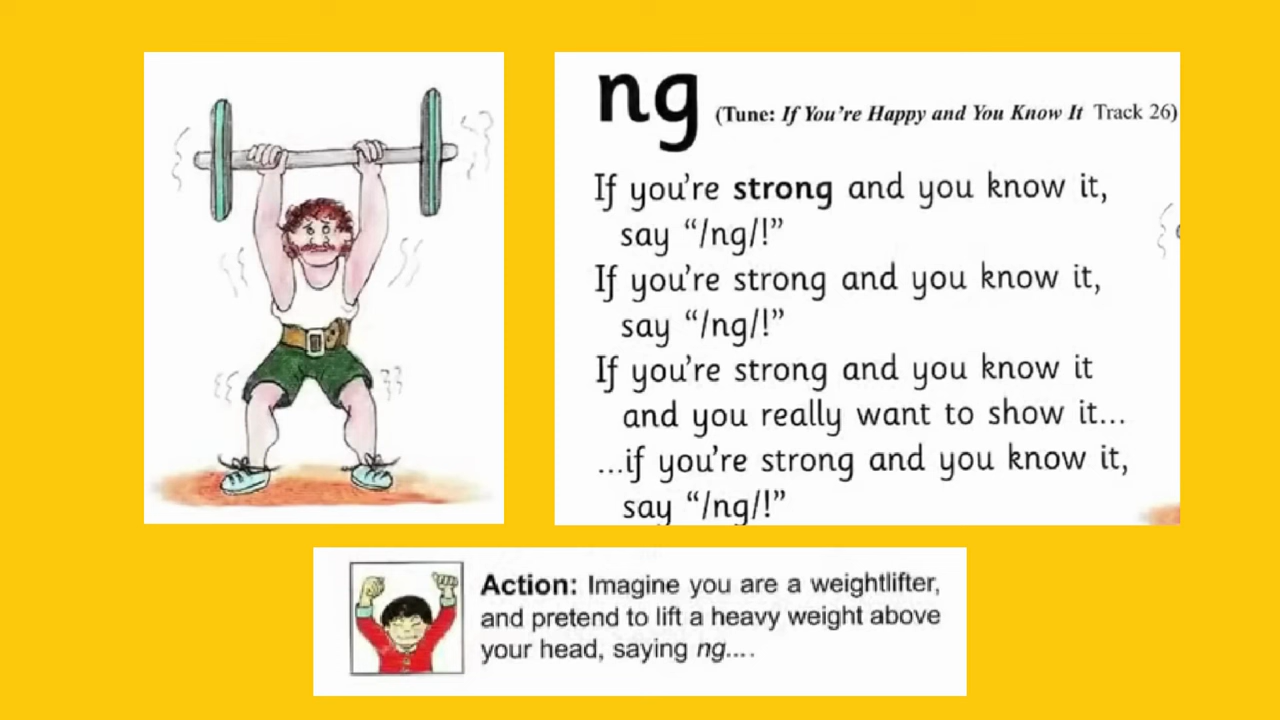 ng (Tune: If You're Happy and You Know It Track 26)
If you're strong and you know it,
say “/ng/!”
If you're strong and you know it,
say “/ng/!”
If you're strong and you know it
and you really want to show it...
...if you're strong and you know it,
say “/ng/!”
Action: Imagine you are a weightlifter,
and pretend to lift a heavy weight above
your head, saying ng....